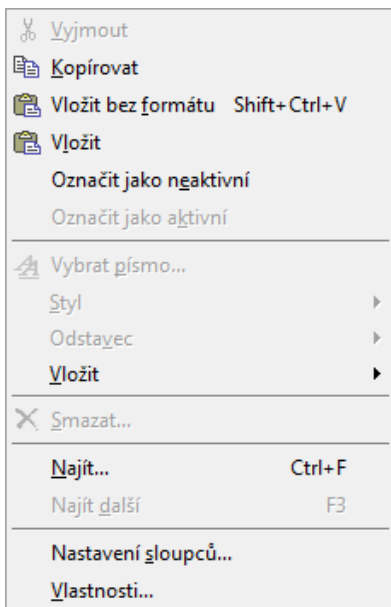 Vyjmout
Kopírovat
Vložit bez formátu Shift+Ctrl+V
Vložit
Označit jako neaktivní
Označit jako aktivní
Vybrat písmo...
Styl
Odstavec
Vložit
Smazat...
Najít... Ctrl+F
Najít další F3
Nastavení sloupců...
Vlastnosti...